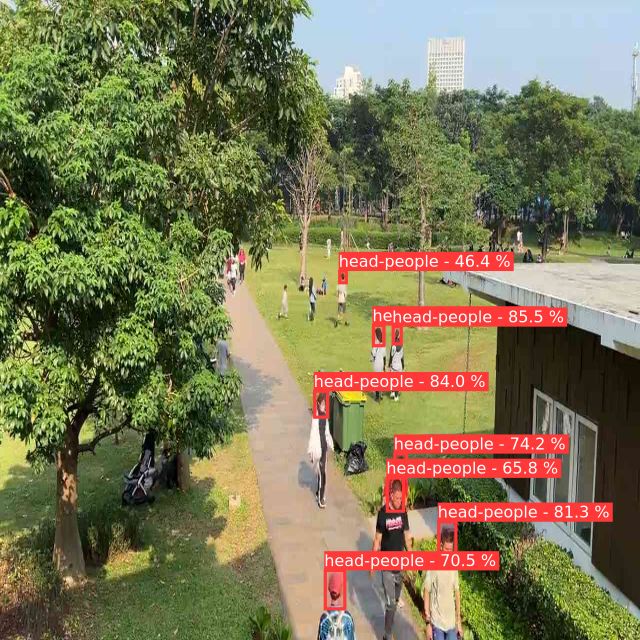 head-people - 46.4 %
he
head-people - 85.5 %
head-people - 84.0 %
head-people - 74.2 %
head-people - 65.8 %
head-people - 81.3 %
head-people - 70.5 %